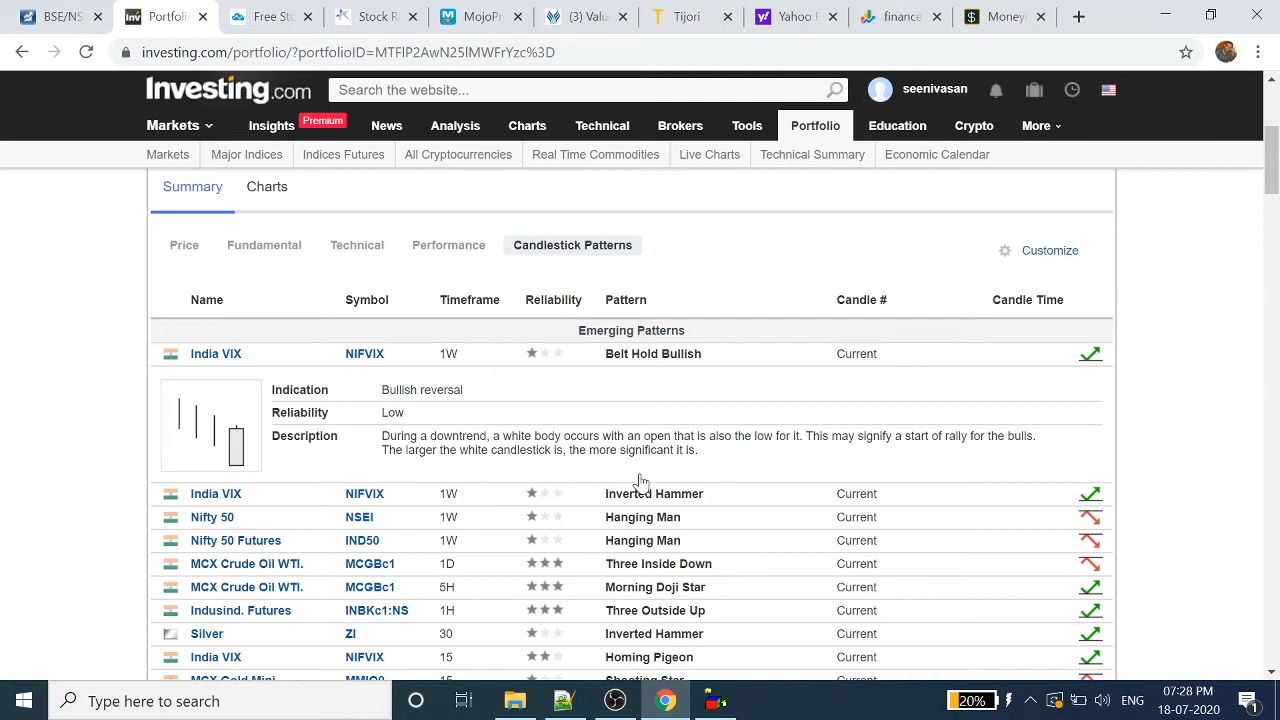 BSE/NS
Portfoli
Free Sto
Stock R
MojoPr
(3) Valu
Tijori
Yahoo F
finance
Money
investing.com/portfolio/?portfolioID=MTFlP2AwN25lMWFrYzc%3D
Investing.com
Search the website...
seenivasan
Markets Insights Premium News Analysis Charts Technical Brokers Tools Portfolio Education Crypto More
Markets Major Indices Indices Futures All Cryptocurrencies Real Time Commodities Live Charts Technical Summary Economic Calendar
Summary Charts
Price Fundamental Technical Performance Candlestick Patterns Customize
Name Symbol Timeframe Reliability Pattern Candle # Candle Time
Emerging Patterns
India VIX NIFVIX 1W Belt Hold Bullish Current
Indication Bullish reversal
Reliability Low
Description During a downtrend, a white body occurs with an open that is also the low for it. This may signify a start of rally for the bulls.
The larger the white candlestick is, the more significant it is.
India VIX NIFVIX 1W Inverted Hammer Current
Nifty 50 NSEI 1W Hanging Man Current
Nifty 50 Futures IND50 1W Hanging Man Current
MCX Crude Oil WTI. MCGBc1 1D Three Inside Down Current
MCX Crude Oil WTI. MCGBc1 5H Morning Doji Star Current
Indusind. Futures INBKc1:NS 1H Three Outside Up Current
Silver ZI 30 Inverted Hammer Current
India VIX NIFVIX 15 Homing Pigeon Current
MCX Gold Mini 15 Shooting Star Current
Type here to search
20%
ENG
07:28 PM
18-07-2020
1